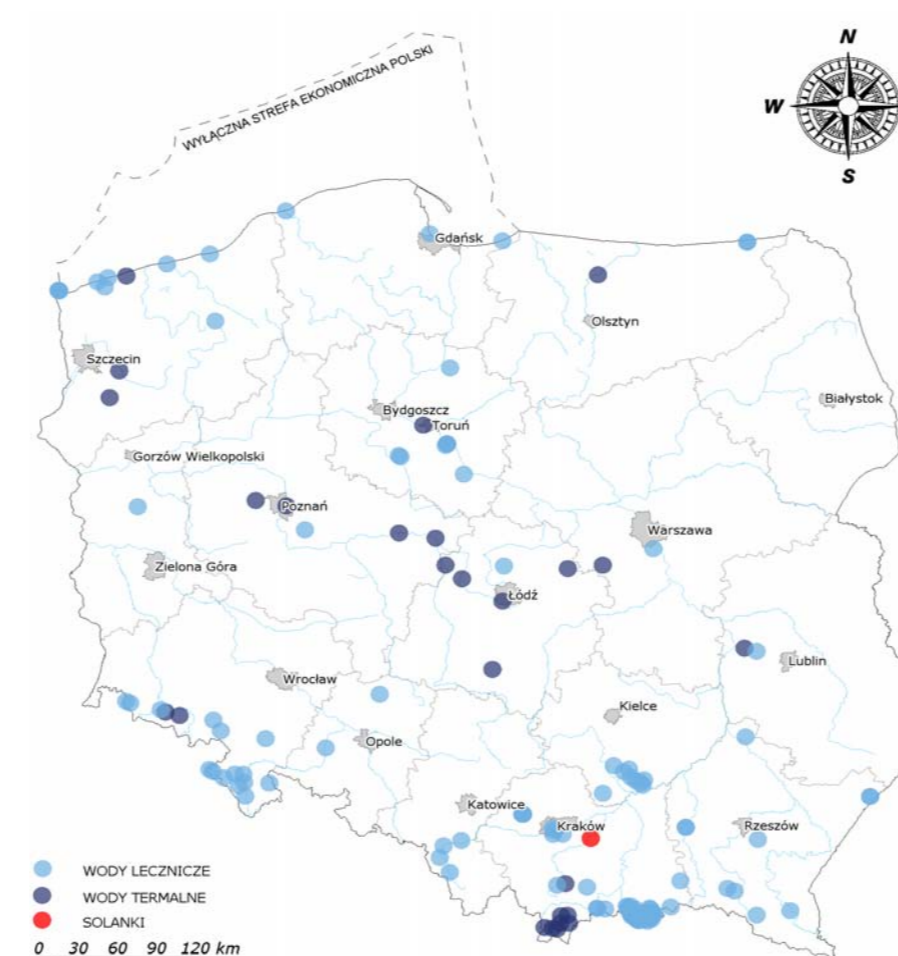 N
W
S
WYŁĄCZNA STREFA EKONOMICZNA POLSKI
Gdańsk
Olsztyn
Szczecin
Białystok
Bydgoszcz
Toruń
Gorzów Wielkopolski
Poznań
Warszawa
Zielona Góra
Łódź
Lublin
Wrocław
Kielce
Opole
Katowice
Kraków
Rzeszów
WODY LECZNICZE
WODY TERMALNE
SOLANKI
0 30 60 90 120 km